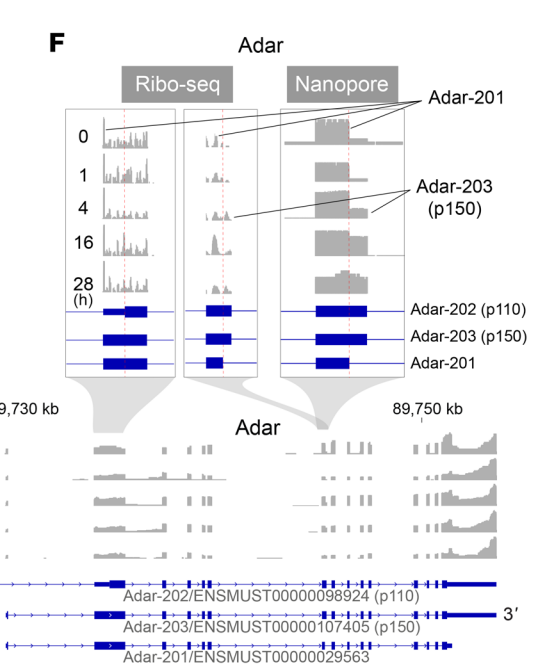 F
Adar
Ribo-seq
Nanopore
Adar-201
0
1
4
16
28
(h)
Adar-203
(p150)
Adar-202 (p110)
Adar-203 (p150)
Adar-201
9,730 kb
89,750 kb
Adar
Adar-202/ENSMUST00000098924 (p110)
Adar-203/ENSMUST00000107405 (p150)
3′
Adar-201/ENSMUST00000029563